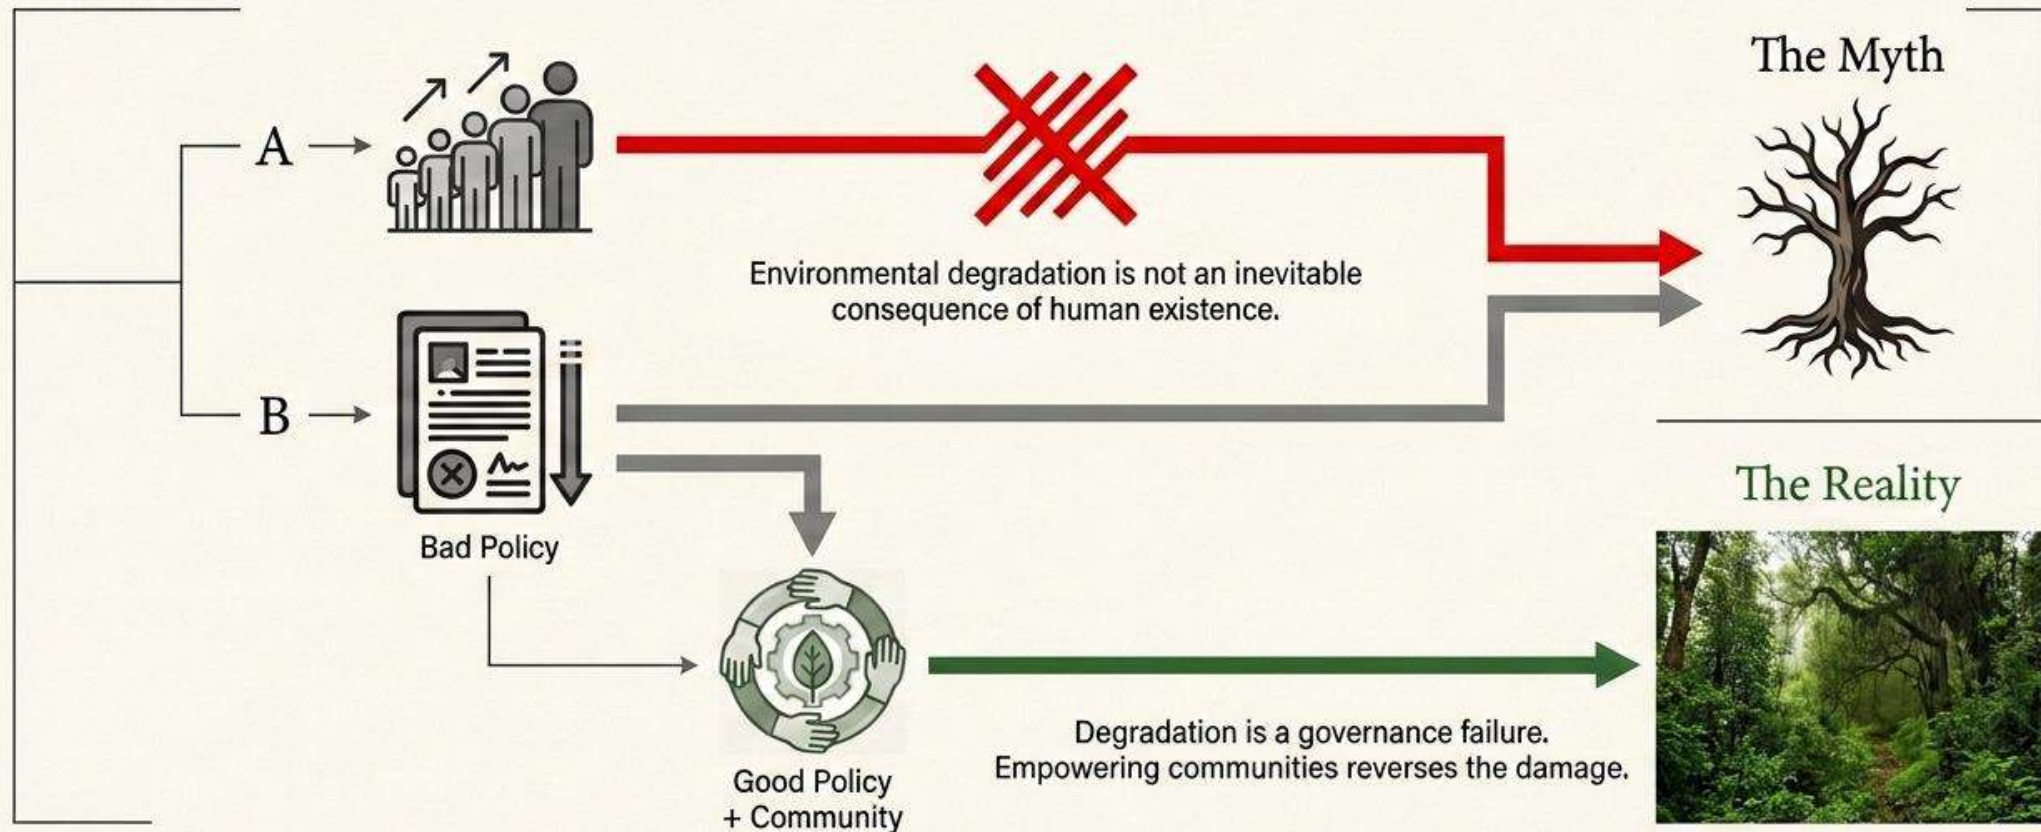 The Myth
A
Environmental degradation is not an inevitable
consequence of human existence.
B
Bad Policy
The Reality
Good Policy
+ Community
Degradation is a governance failure.
Empowering communities reverses the damage.